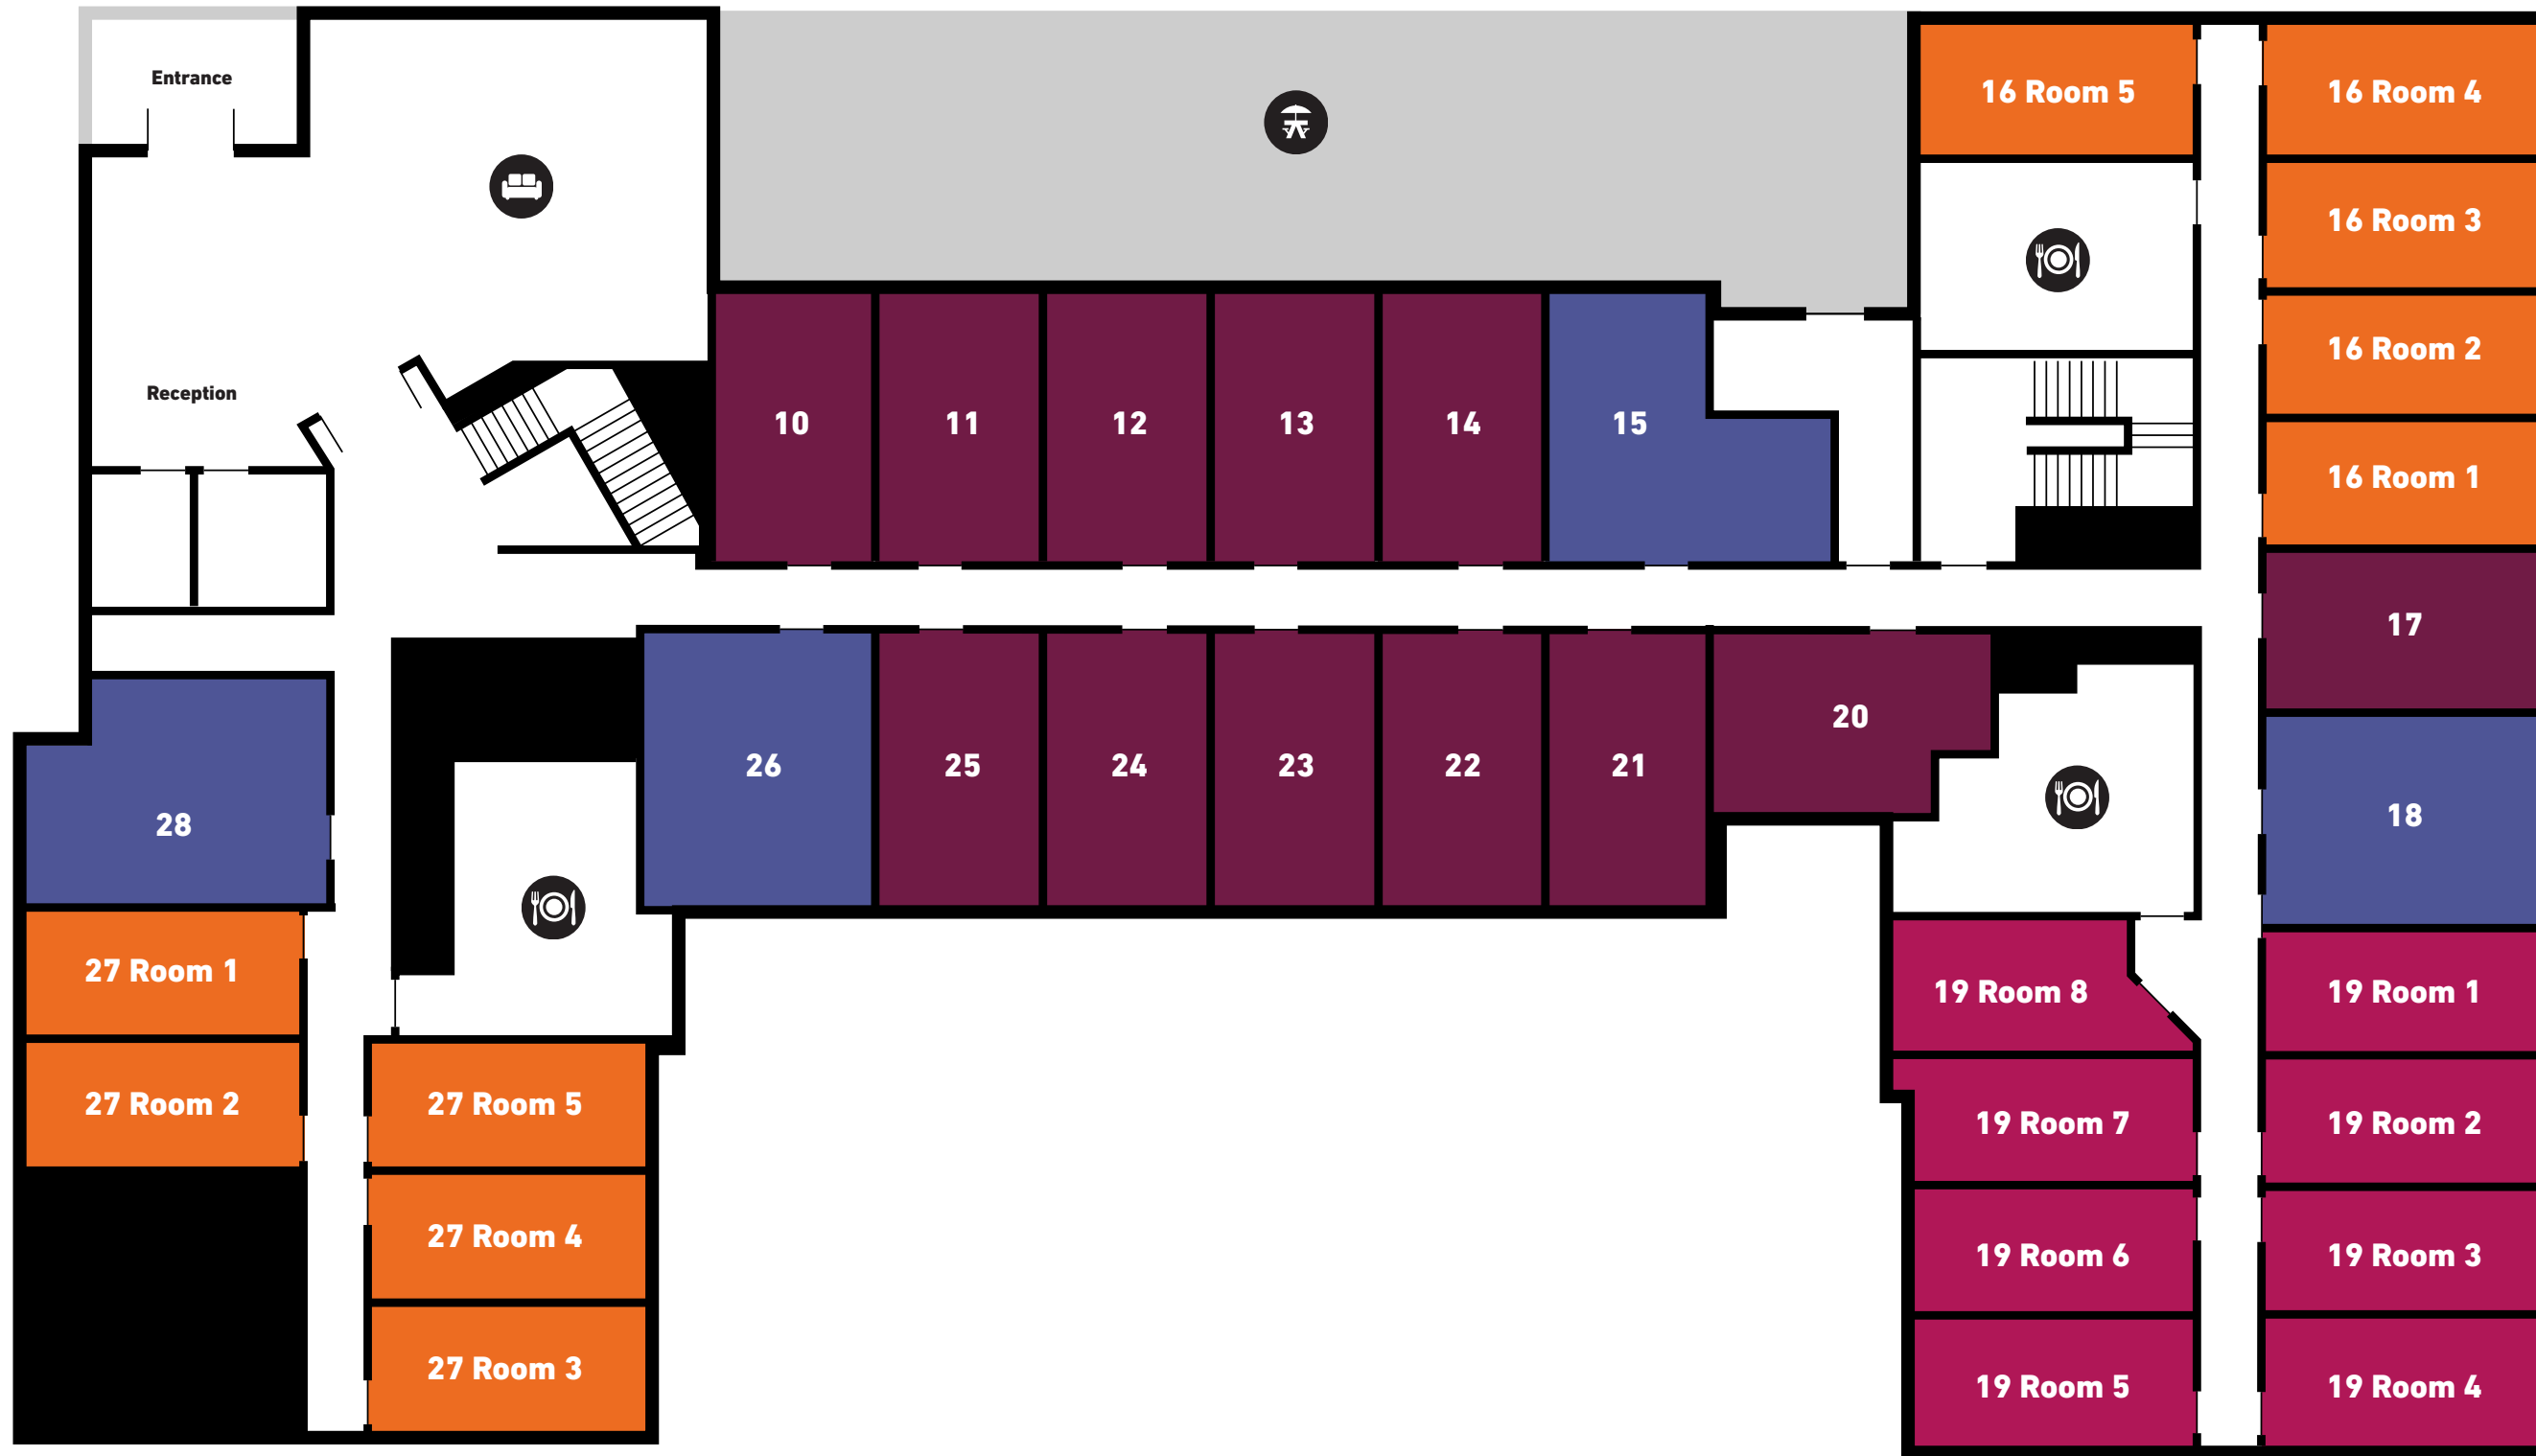 Entrance
16 Room 5
16 Room 4
16 Room 3
16 Room 2
Reception
10
11
12
13
14
15
16 Room 1
17
20
26
25
24
23
22
21
18
28
27 Room 1
19 Room 8
19 Room 1
27 Room 2
27 Room 5
19 Room 7
19 Room 2
27 Room 4
19 Room 6
19 Room 3
27 Room 3
19 Room 5
19 Room 4